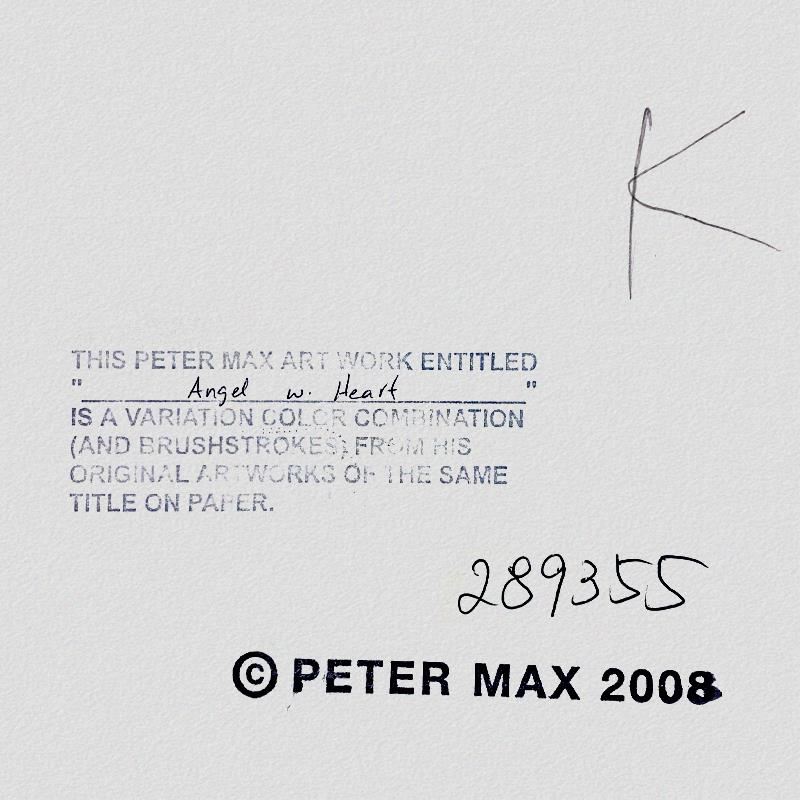 K
THIS PETER MAX ART WORK ENTITLED
" Angel w. Heart "
IS A VARIATION COLOR COMBINATION
(AND BRUSHSTROKES) FROM HIS
ORIGINAL ARTWORKS OF THE SAME
TITLE ON PAPER.
289355
© PETER MAX 2008